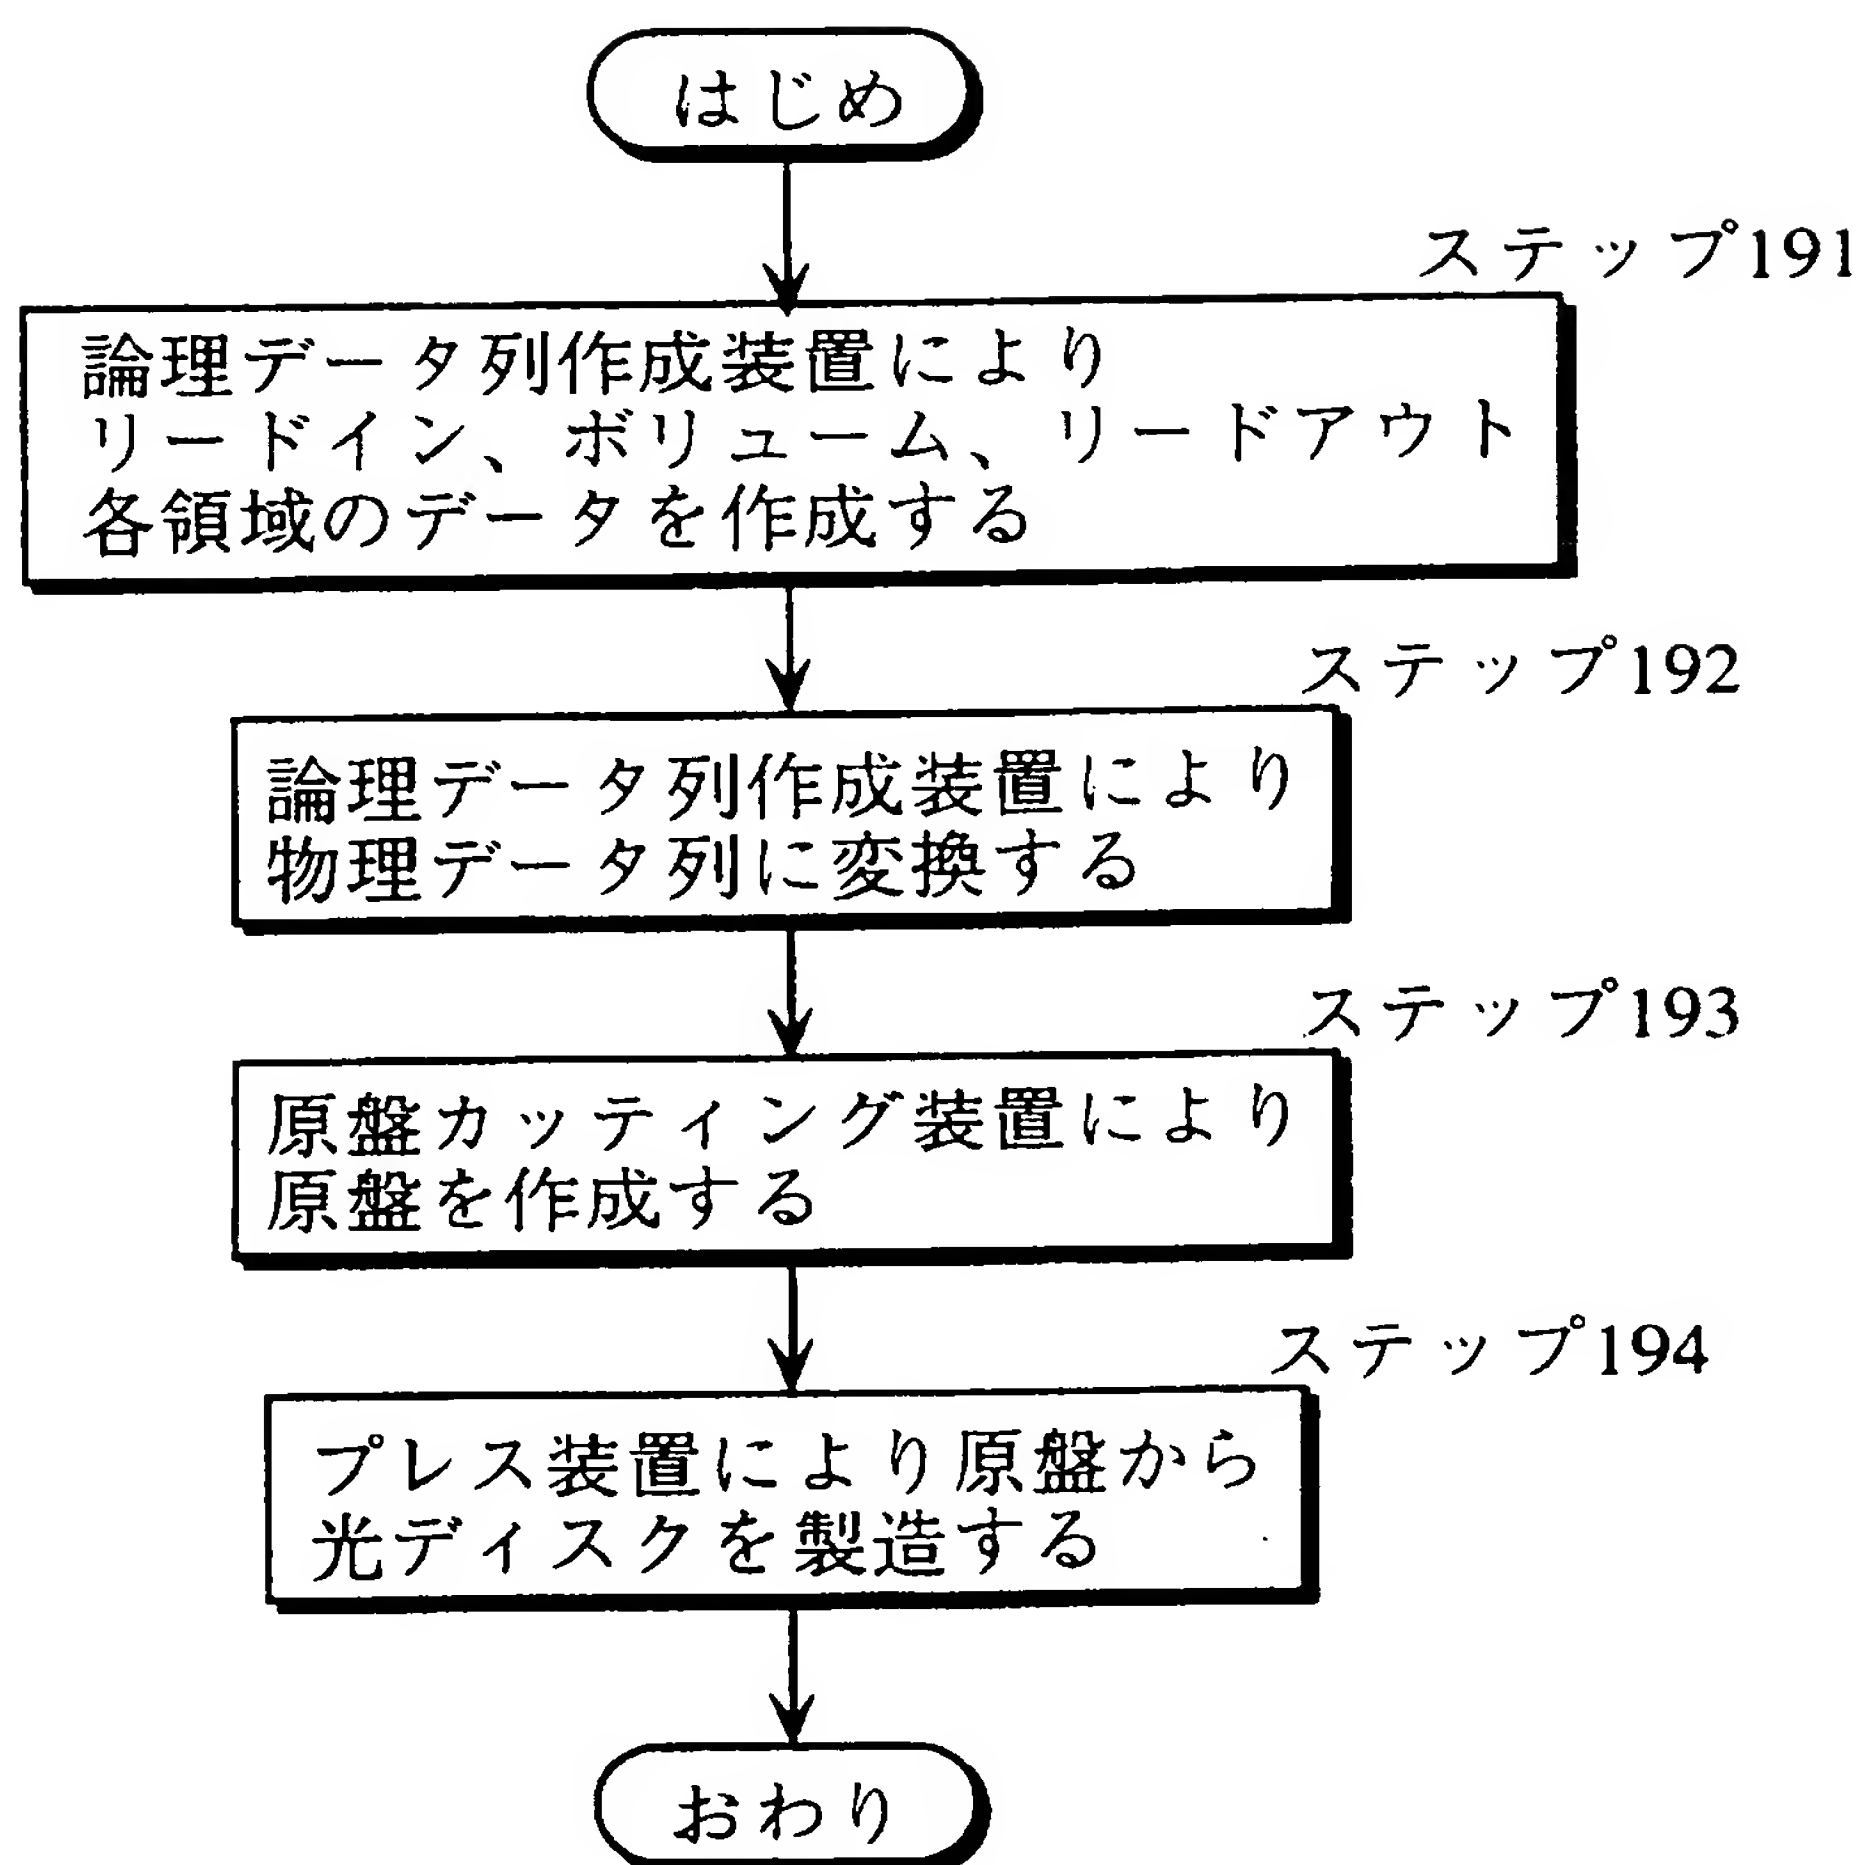 はじめ
ステップ191
論理データ列作成装置により
リードイン、ボリューム、リードアウト
各領域のデータを作成する
ステップ192
論理データ列作成装置により
物理データ列に変換する
ステップ193
原盤カッティング装置により
原盤を作成する
ステップ194
プレス装置により原盤から
光ディスクを製造する
おわり